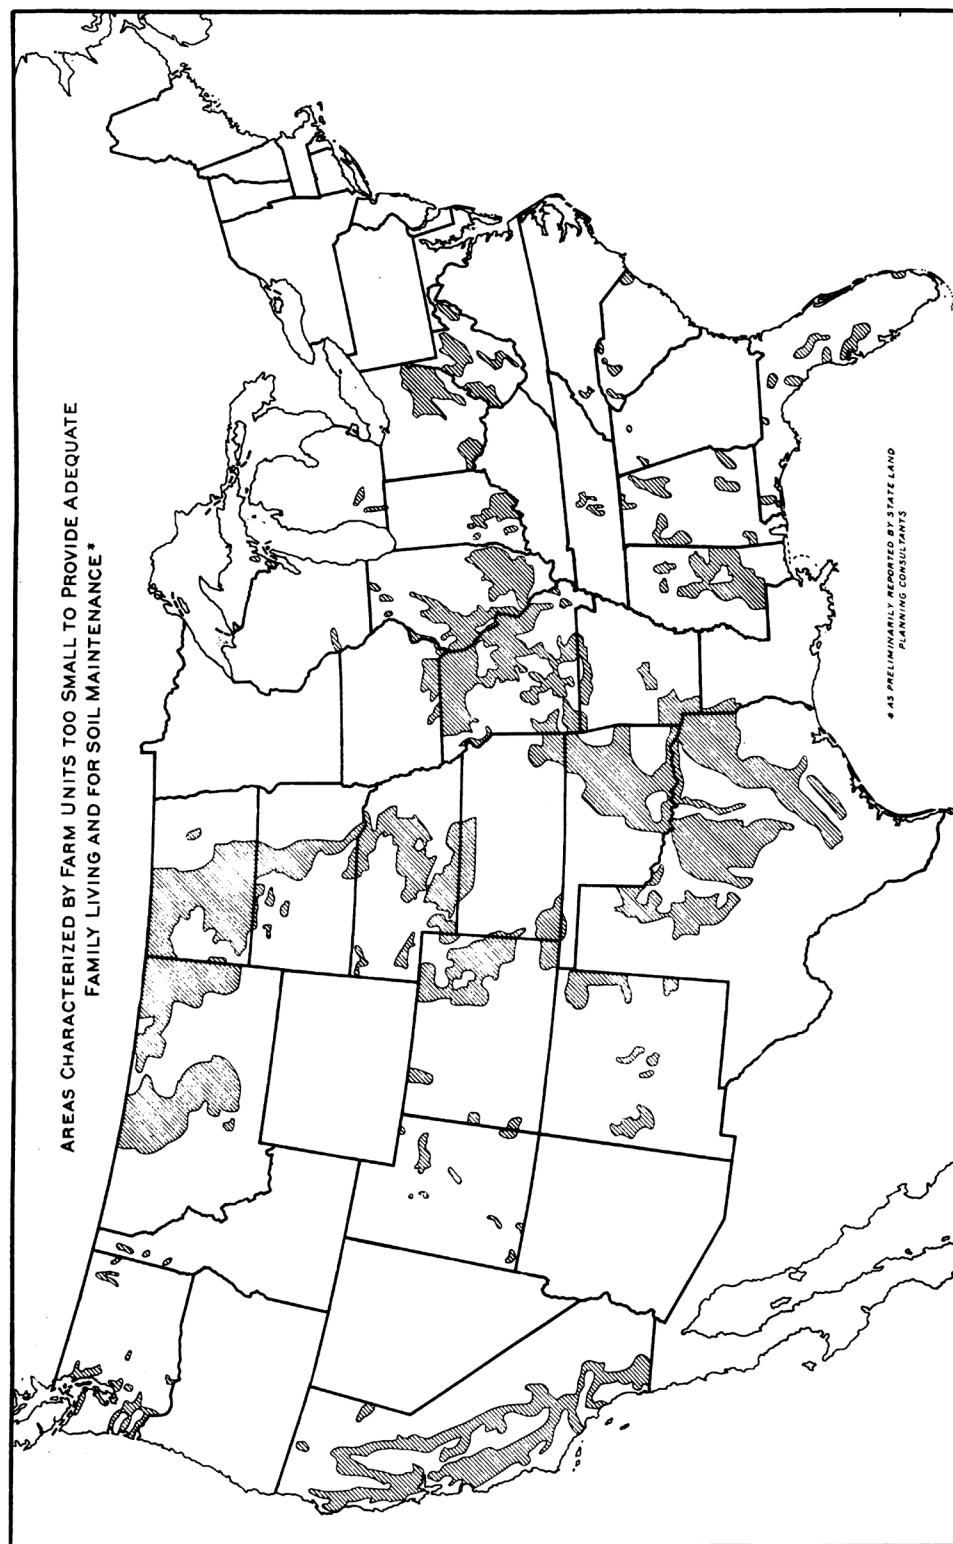 AREAS CHARACTERIZED BY FARM UNITS TOO SMALL TO PROVIDE ADEQUATE
FAMILY LIVING AND FOR SOIL MAINTENANCE*
* AS PRELIMINARILY REPORTED BY STATE LAND
PLANNING CONSULTANTS